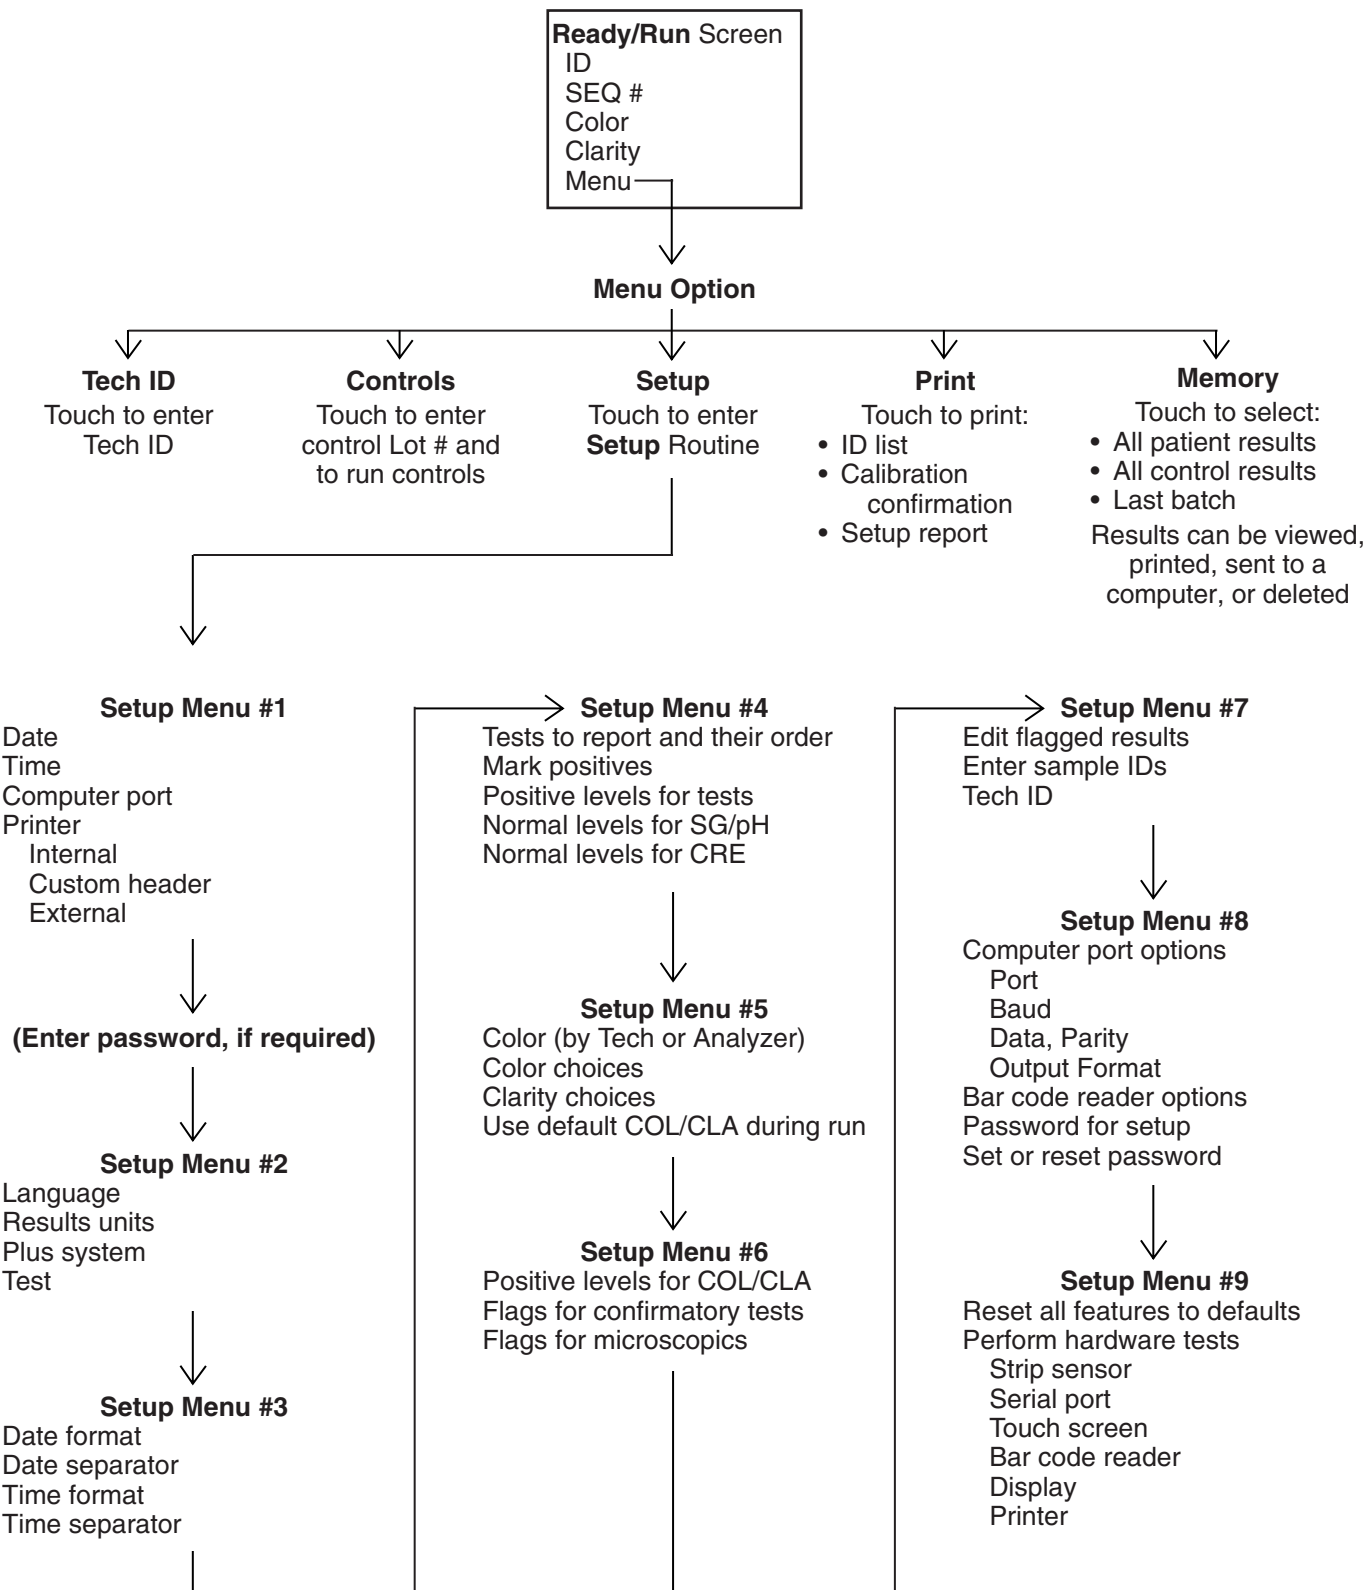 Ready/Run Screen
ID
SEQ #
Color
Clarity
Menu
Menu Option
Tech ID
Touch to enter
Tech ID
Controls
Touch to enter
control Lot # and
to run controls
Setup
Touch to enter
Setup Routine
Print
Touch to print:
• ID list
• Calibration
confirmation
• Setup report
Memory
Touch to select:
• All patient results
• All control results
• Last batch
Results can be viewed,
printed, sent to a
computer, or deleted
Setup Menu #1
Date
Time
Computer port
Printer
Internal
Custom header
External
(Enter password, if required)
Setup Menu #2
Language
Results units
Plus system
Test
Setup Menu #3
Date format
Date separator
Time format
Time separator
Setup Menu #4
Tests to report and their order
Mark positives
Positive levels for tests
Normal levels for SG/pH
Normal levels for CRE
Setup Menu #5
Color (by Tech or Analyzer)
Color choices
Clarity choices
Use default COL/CLA during run
Setup Menu #6
Positive levels for COL/CLA
Flags for confirmatory tests
Flags for microscopics
Setup Menu #7
Edit flagged results
Enter sample IDs
Tech ID
Setup Menu #8
Computer port options
Port
Baud
Data, Parity
Output Format
Bar code reader options
Password for setup
Set or reset password
Setup Menu #9
Reset all features to defaults
Perform hardware tests
Strip sensor
Serial port
Touch screen
Bar code reader
Display
Printer